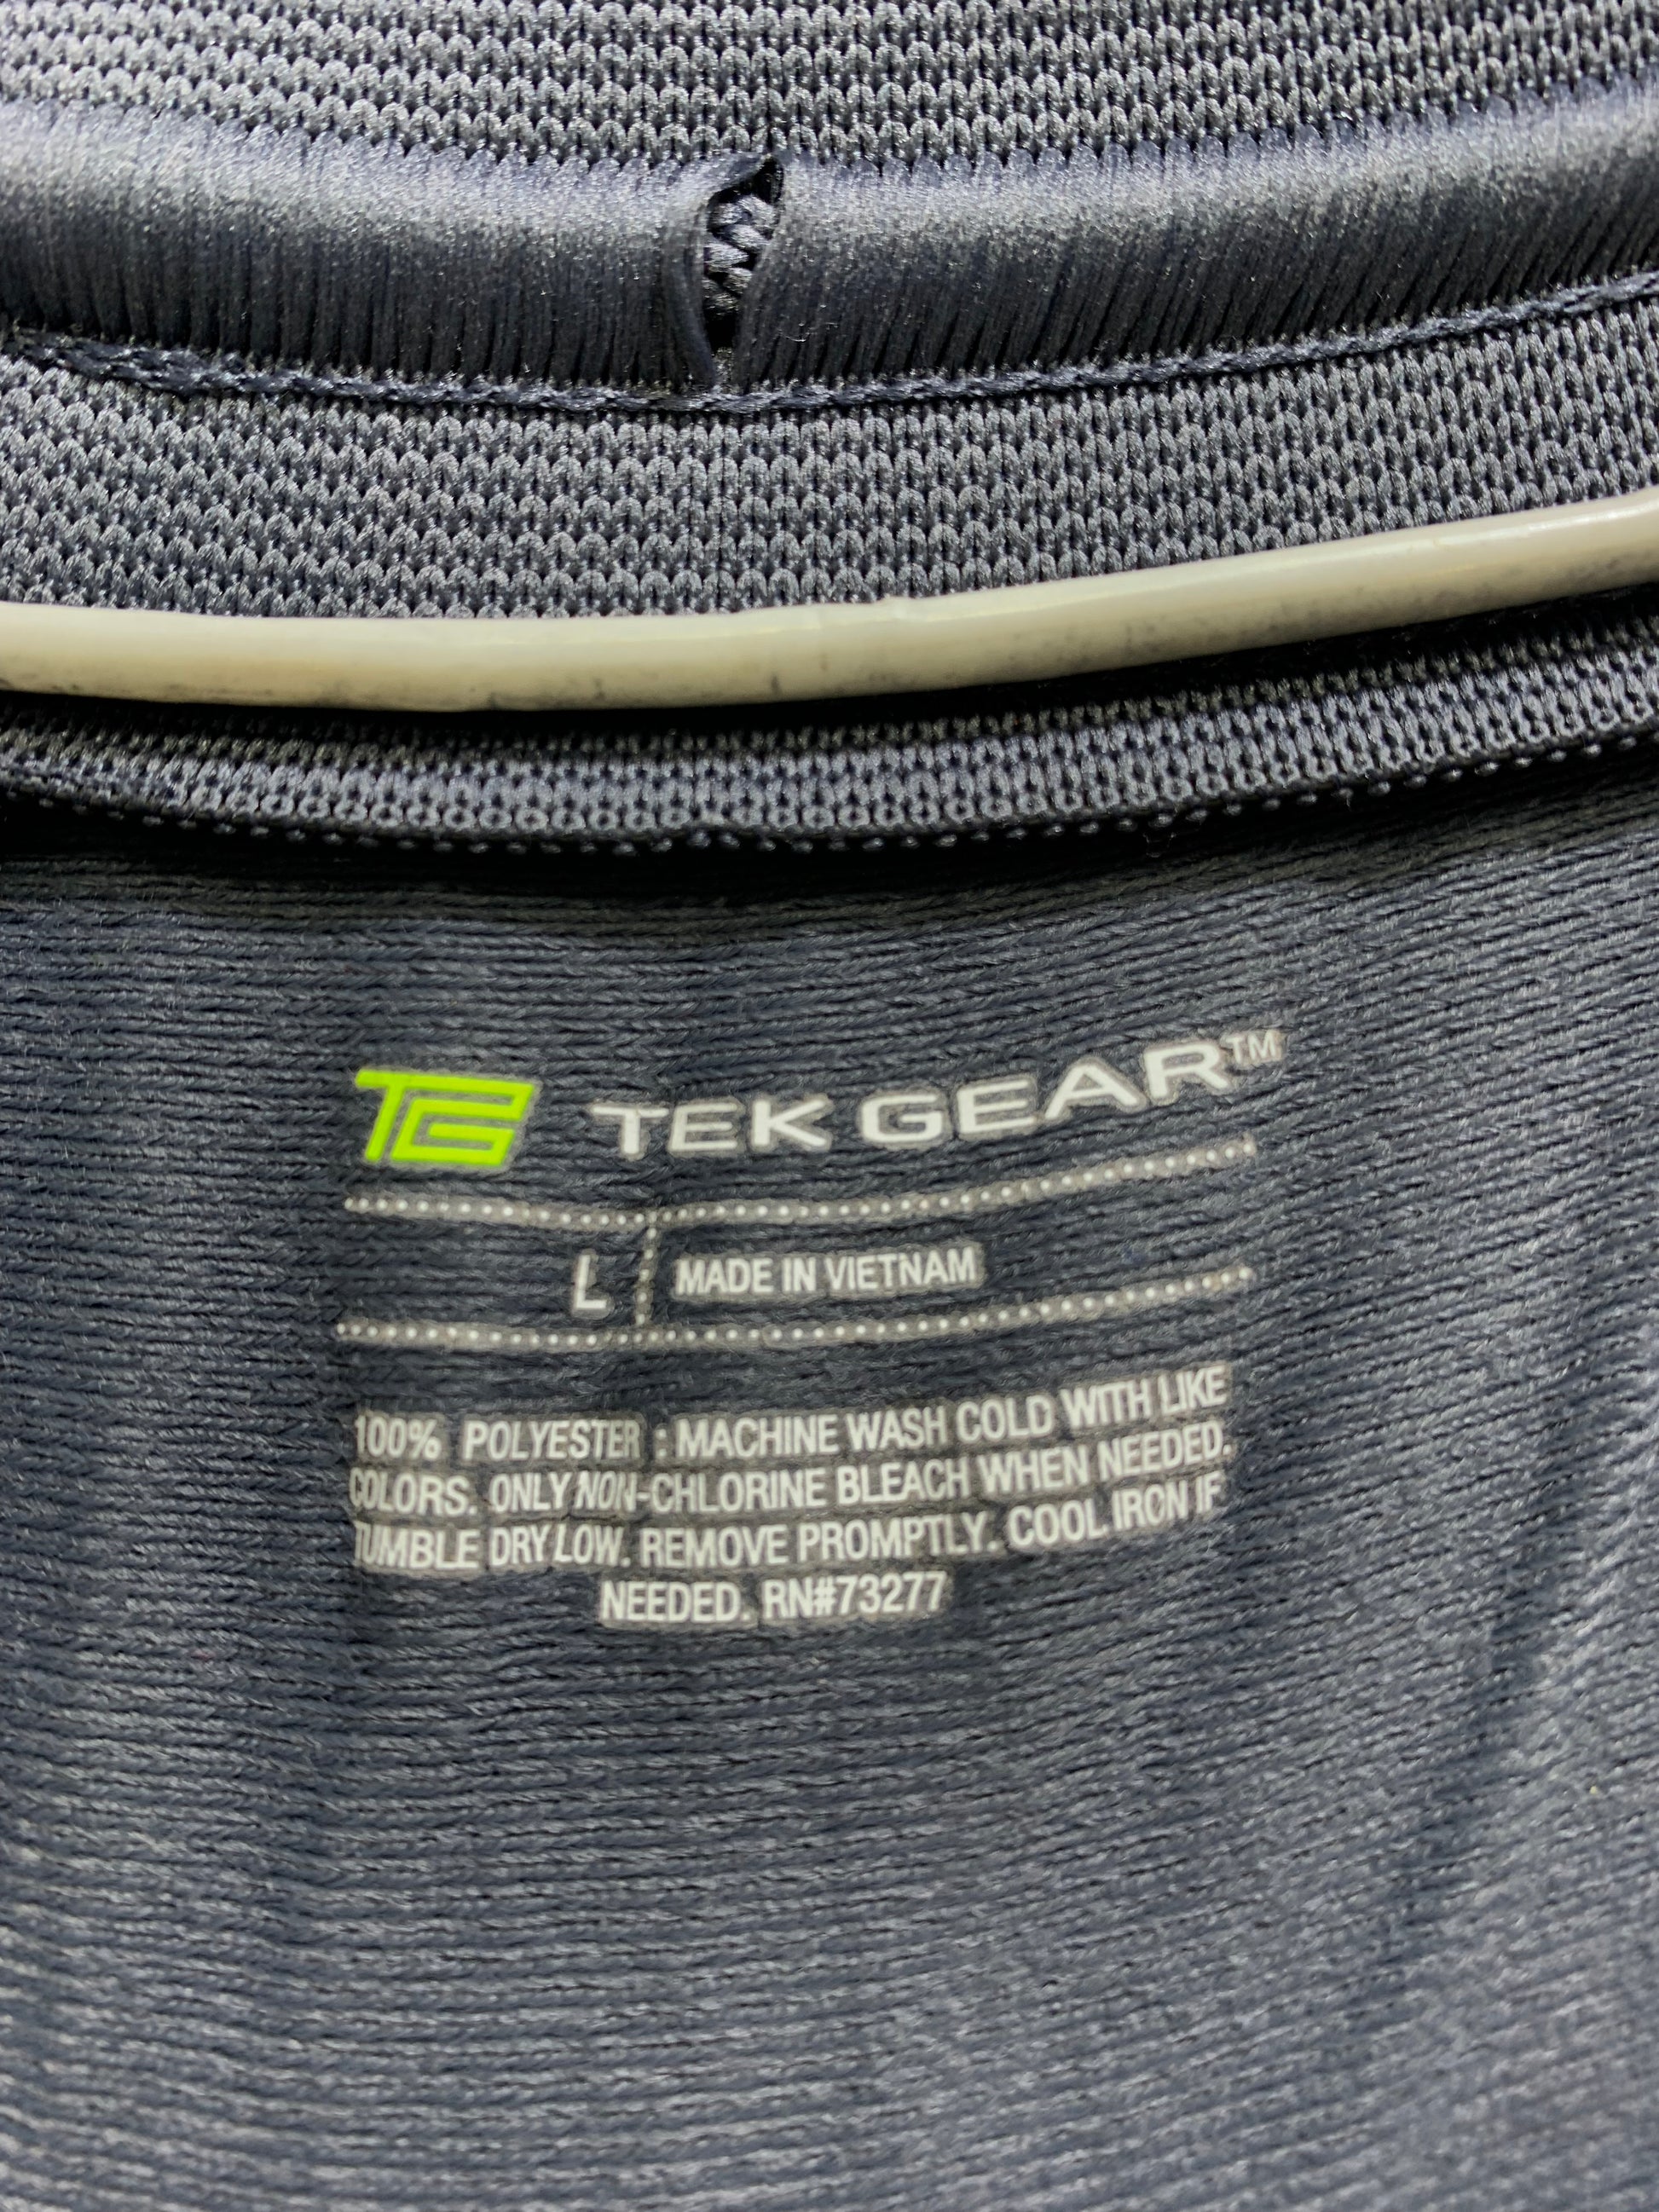 TG TEK GEAR™
L MADE IN VIETNAM
100% POLYESTER : MACHINE WASH COLD WITH LIKE
COLORS. ONLY NON-CHLORINE BLEACH WHEN NEEDED.
TUMBLE DRY LOW. REMOVE PROMPTLY. COOL IRON IF
NEEDED. RN#73277